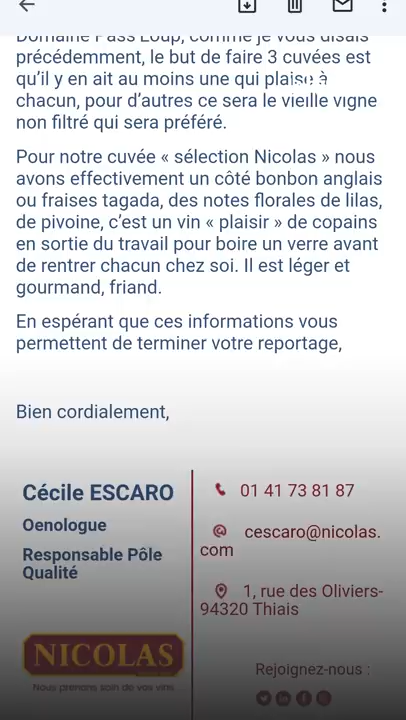 Domaine Pass Loup, comme je vous disais
précédemment, le but de faire 3 cuvées est
qu'il y en ait au moins une qui plaise à
chacun, pour d'autres ce sera le vieille vigne
non filtré qui sera préféré.
Pour notre cuvée « sélection Nicolas » nous
avons effectivement un côté bonbon anglais
ou fraises tagada, des notes florales de lilas,
de pivoine, c'est un vin « plaisir » de copains
en sortie du travail pour boire un verre avant
de rentrer chacun chez soi. Il est léger et
gourmand, friand.
En espérant que ces informations vous
permettent de terminer votre reportage,
Bien cordialement,
Cécile ESCARO
Oenologue
Responsable Pôle
Qualité
NICOLAS
Nous prenons soin de vos vins
01 41 73 81 87
cescaro@nicolas.
com
1, rue des Oliviers-
94320 Thiais
Rejoignez-nous :